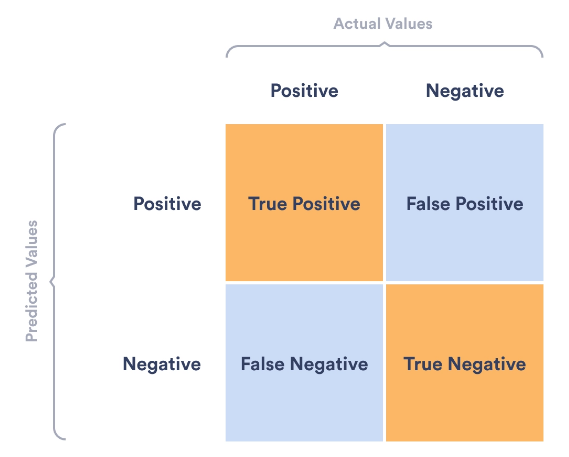 Actual Values
Positive Negative
Predicted Values
Positive True Positive False Positive
Negative False Negative True Negative